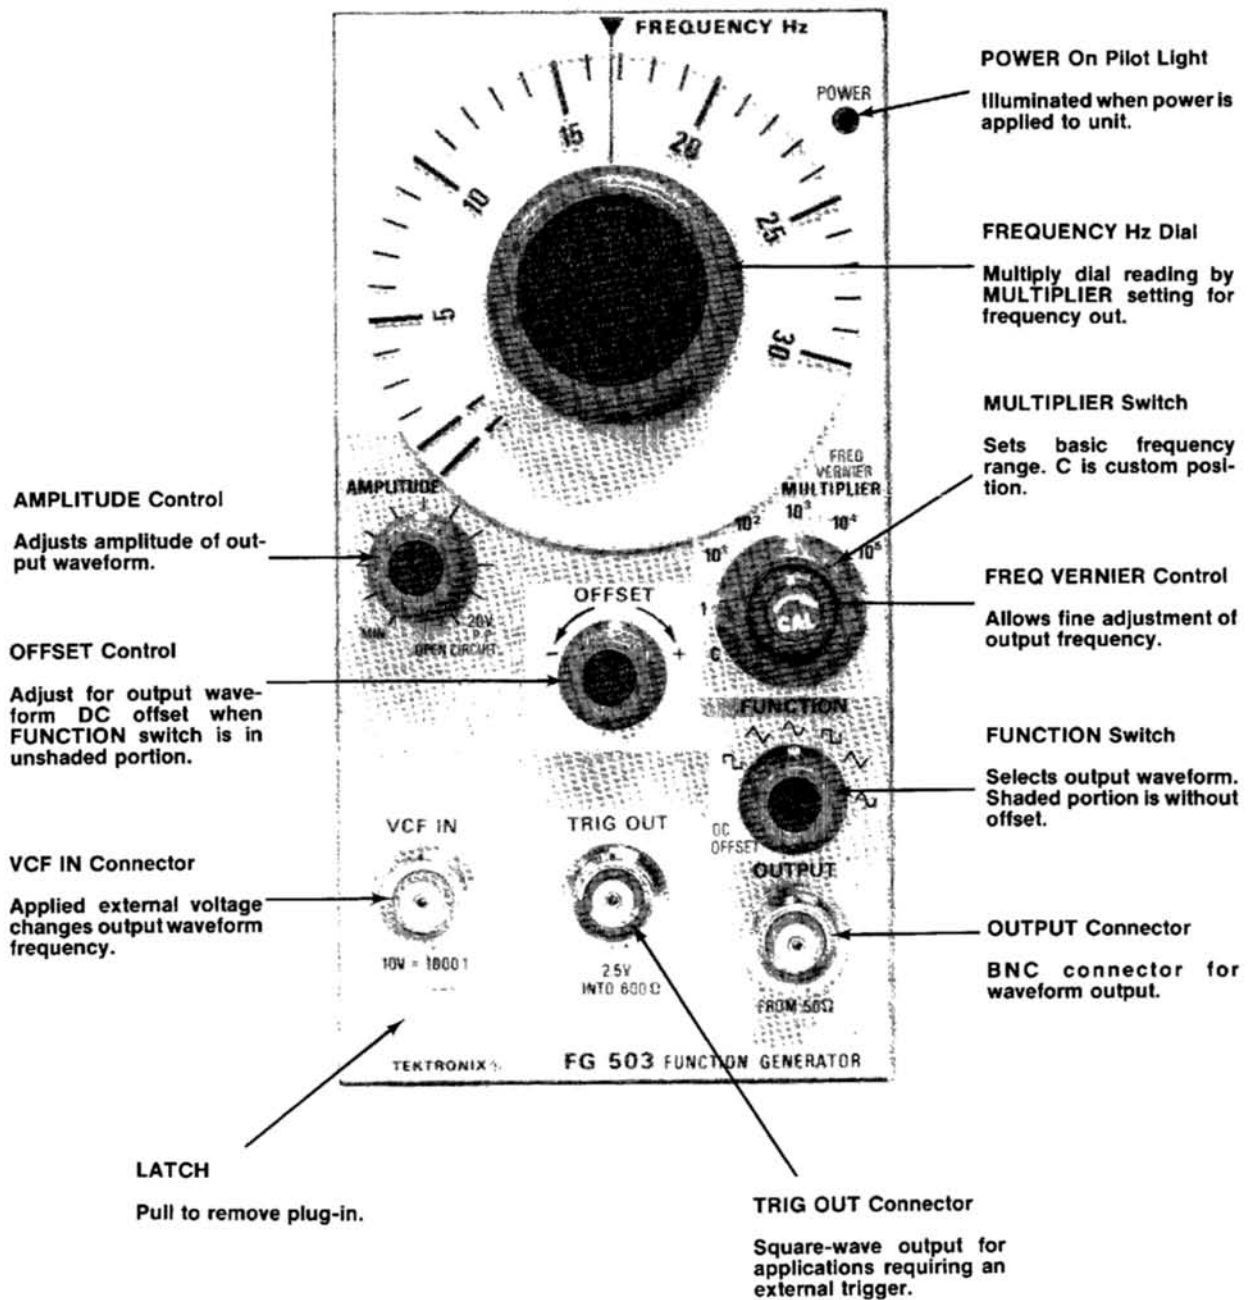 FREQUENCY Hz
POWER
5
10
15
20
25
30
POWER On Pilot Light
Illuminated when power is
applied to unit.
FREQUENCY Hz Dial
Multiply dial reading by
MULTIPLIER setting for
frequency out.
MULTIPLIER Switch
Sets basic frequency
range. C is custom posi-
tion.
FREQ VERNIER Control
Allows fine adjustment of
output frequency.
FUNCTION Switch
Selects output waveform.
Shaded portion is without
offset.
OUTPUT Connector
BNC connector for
waveform output.
AMPLITUDE Control
Adjusts amplitude of out-
put waveform.
OFFSET Control
Adjust for output wave-
form DC offset when
FUNCTION switch is in
unshaded portion.
VCF IN Connector
Applied external voltage
changes output waveform
frequency.
AMPLITUDE
MIN
20V
P-P
OPEN CIRCUIT
OFFSET
- +
FREQ
VERNIER
MULTIPLIER
C 1 10¹ 10² 10³ 10⁴ 10⁵
CAL
FUNCTION
DC
OFFSET
VCF IN
10V = 1000:1
TRIG OUT
2.5V
INTO 600Ω
OUTPUT
FROM 50Ω
TEKTRONIX
FG 503 FUNCTION GENERATOR
LATCH
Pull to remove plug-in.
TRIG OUT Connector
Square-wave output for
applications requiring an
external trigger.